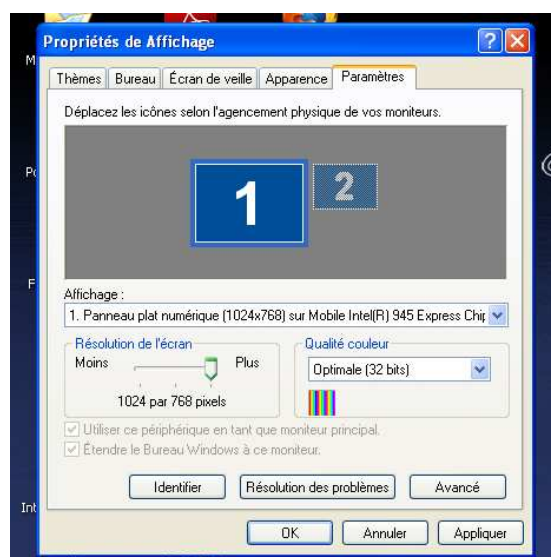 Propriétés de Affichage
Thèmes Bureau Écran de veille Apparence Paramètres
Déplacez les icônes selon l'agencement physique de vos moniteurs.
1 2
Affichage :
1. Panneau plat numérique (1024x768) sur Mobile Intel(R) 945 Express Chip
Résolution de l'écran Qualité couleur
Moins Plus Optimale (32 bits)
1024 par 768 pixels
Utiliser ce périphérique en tant que moniteur principal.
Étendre le Bureau Windows à ce moniteur.
Identifier Résolution des problèmes Avancé
Int
OK Annuler Appliquer